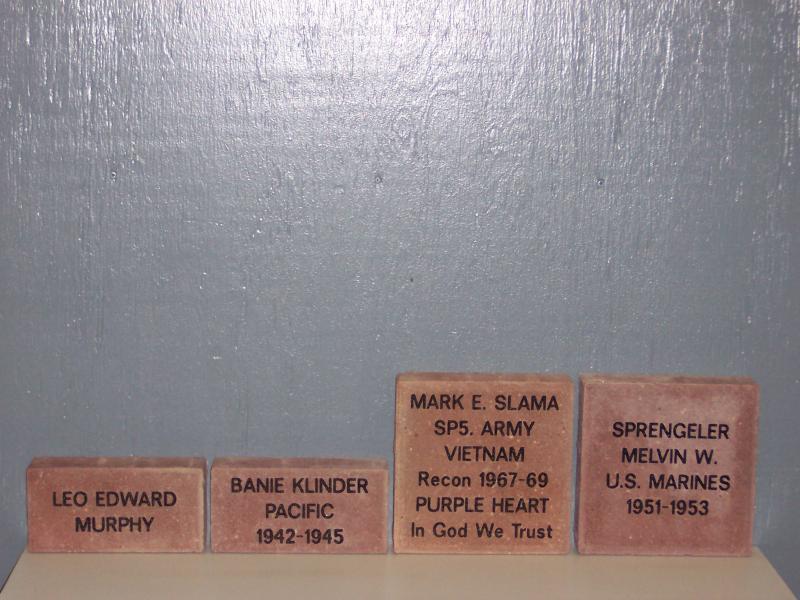 LEO EDWARD
MURPHY
BANIE KLINDER
PACIFIC
1942-1945
MARK E. SLAMA
SP5. ARMY
VIETNAM
Recon 1967-69
PURPLE HEART
In God We Trust
SPRENGELER
MELVIN W.
U.S. MARINES
1951-1953